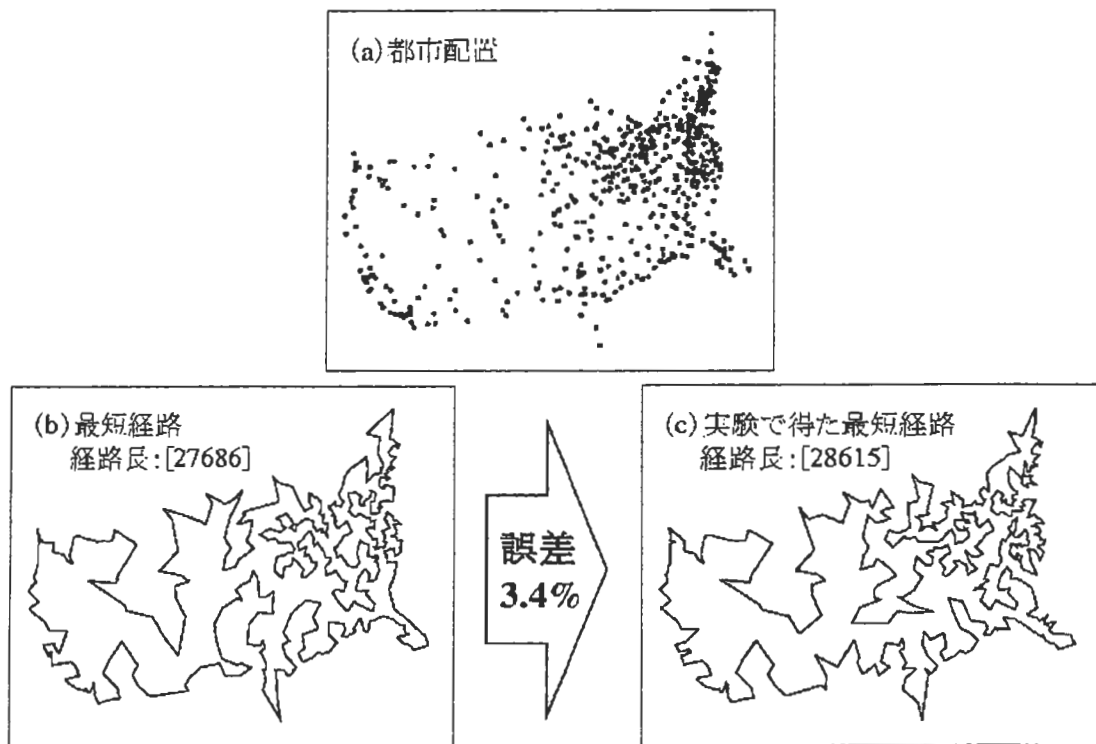 (a)都市配置
(b)最短経路
経路長:[27686]
誤差
3.4%
(c)実験で得た最短経路
経路長:[28615]